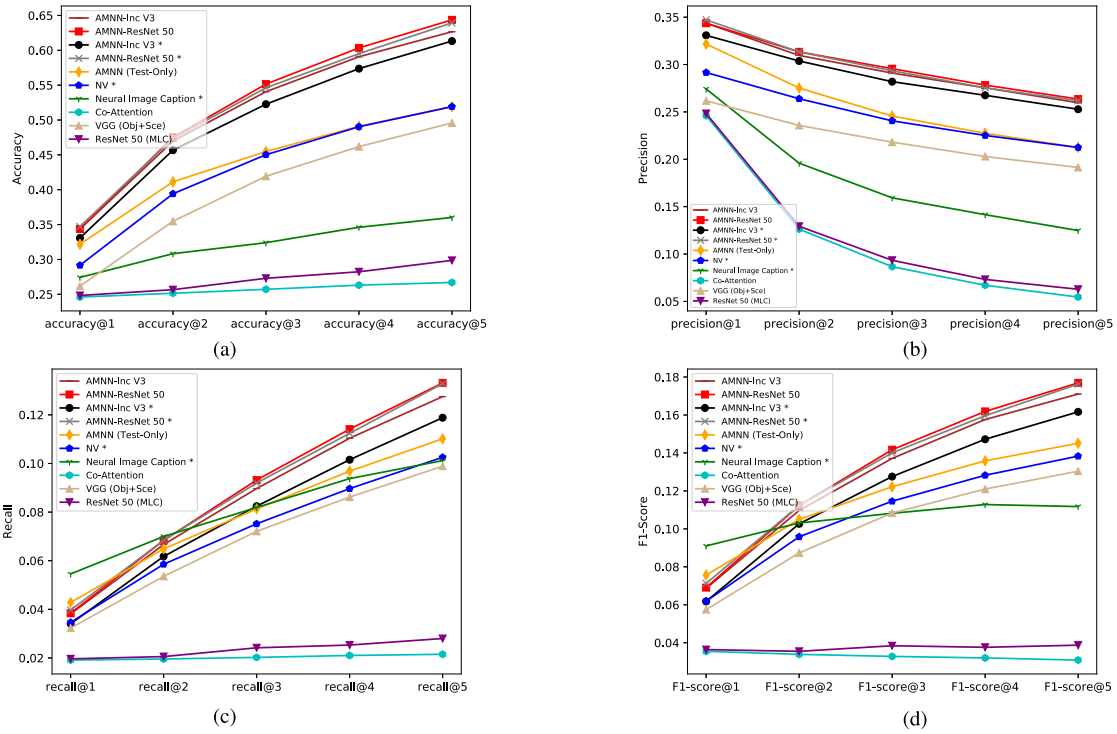 0.65
0.60
0.55
0.50
0.45
0.40
0.35
0.30
0.25
Accuracy
AMNN-Inc V3
AMNN-ResNet 50
AMNN-Inc V3 *
AMNN-ResNet 50 *
AMNN (Test-Only)
NV *
Neural Image Caption *
Co-Attention
VGG (Obj+Sce)
ResNet 50 (MLC)
accuracy@1 accuracy@2 accuracy@3 accuracy@4 accuracy@5
(a)
0.35
0.30
0.25
0.20
0.15
0.10
0.05
Precision
AMNN-Inc V3
AMNN-ResNet 50
AMNN-Inc V3 *
AMNN-ResNet 50 *
AMNN (Test-Only)
NV *
Neural Image Caption *
Co-Attention
VGG (Obj+Sce)
ResNet 50 (MLC)
precision@1 precision@2 precision@3 precision@4 precision@5
(b)
0.12
0.10
0.08
0.06
0.04
0.02
Recall
AMNN-Inc V3
AMNN-ResNet 50
AMNN-Inc V3 *
AMNN-ResNet 50 *
AMNN (Test-Only)
NV *
Neural Image Caption *
Co-Attention
VGG (Obj+Sce)
ResNet 50 (MLC)
recall@1 recall@2 recall@3 recall@4 recall@5
(c)
0.18
0.16
0.14
0.12
0.10
0.08
0.06
0.04
F1-Score
AMNN-Inc V3
AMNN-ResNet 50
AMNN-Inc V3 *
AMNN-ResNet 50 *
AMNN (Test-Only)
NV *
Neural Image Caption *
Co-Attention
VGG (Obj+Sce)
ResNet 50 (MLC)
F1-score@1 F1-score@2 F1-score@3 F1-score@4 F1-score@5
(d)